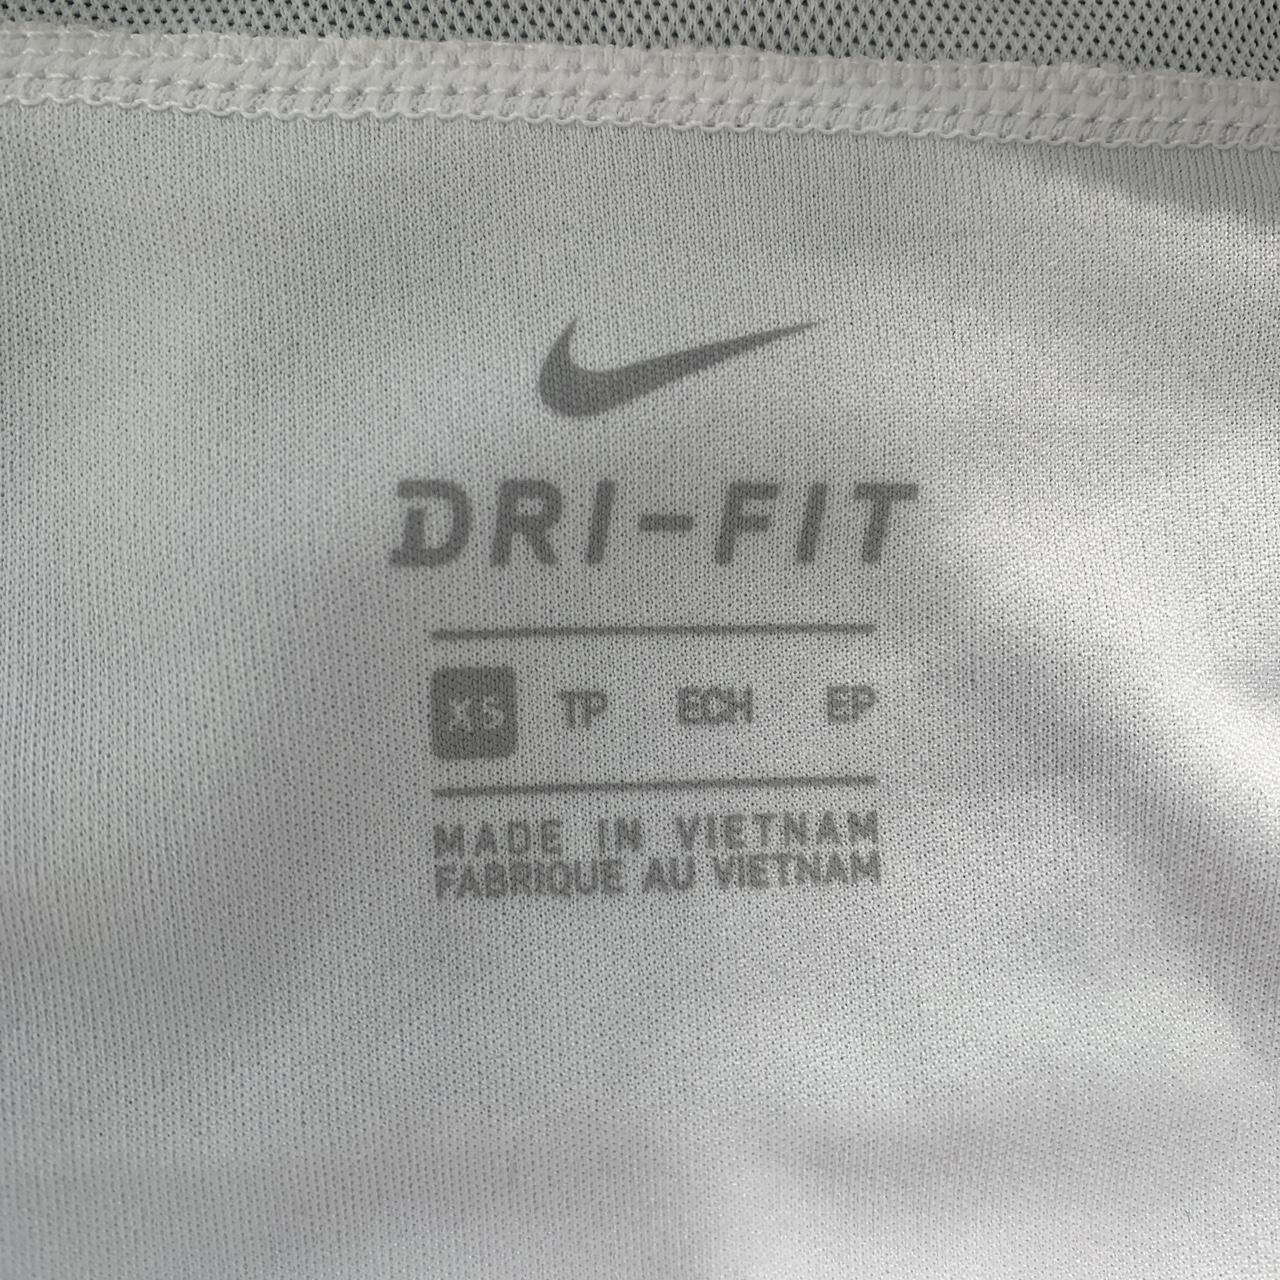 DRI-FIT
XS TP ECH EP
MADE IN VIETNAM
FABRIQUE AU VIETNAM